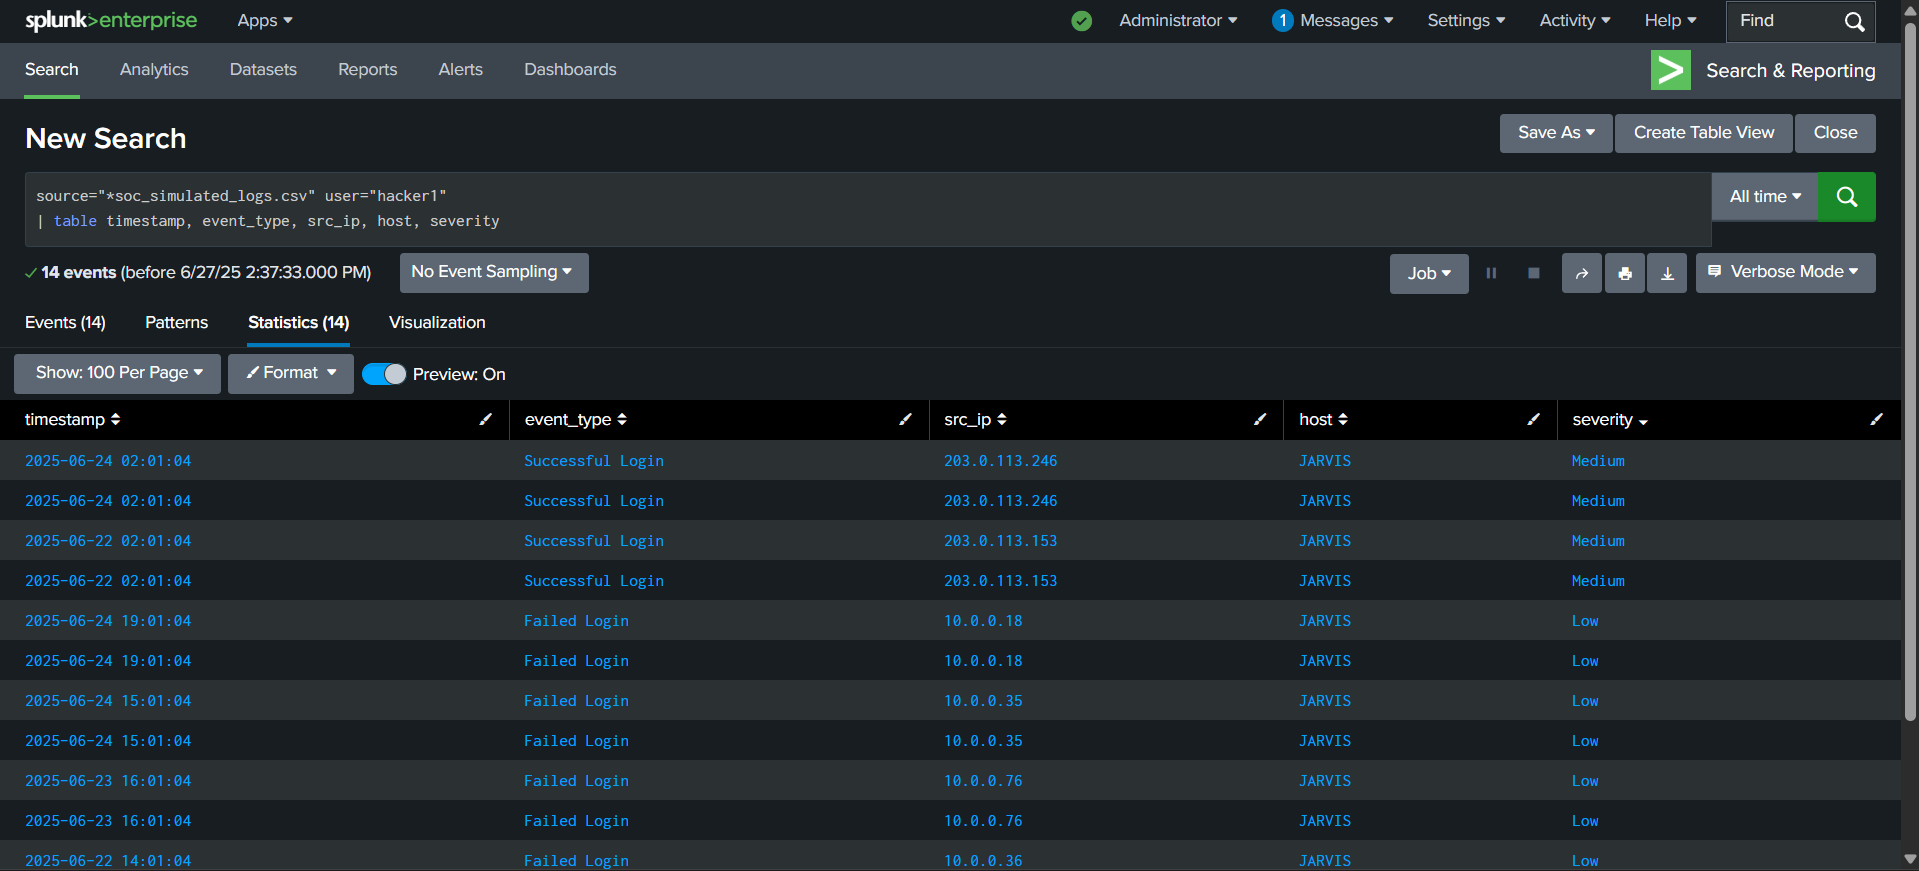 splunk>enterprise Apps Administrator 1 Messages Settings Activity Help Find
Search Analytics Datasets Reports Alerts Dashboards Search & Reporting
New Search Save As Create Table View Close
source="*soc_simulated_logs.csv" user="hacker1" All time
| table timestamp, event_type, src_ip, host, severity
14 events (before 6/27/25 2:37:33.000 PM) No Event Sampling Job Verbose Mode
Events (14) Patterns Statistics (14) Visualization
Show: 100 Per Page Format Preview: On
timestamp event_type src_ip host severity
2025-06-24 02:01:04 Successful Login 203.0.113.246 JARVIS Medium
2025-06-24 02:01:04 Successful Login 203.0.113.246 JARVIS Medium
2025-06-22 02:01:04 Successful Login 203.0.113.153 JARVIS Medium
2025-06-22 02:01:04 Successful Login 203.0.113.153 JARVIS Medium
2025-06-24 19:01:04 Failed Login 10.0.0.18 JARVIS Low
2025-06-24 19:01:04 Failed Login 10.0.0.18 JARVIS Low
2025-06-24 15:01:04 Failed Login 10.0.0.35 JARVIS Low
2025-06-24 15:01:04 Failed Login 10.0.0.35 JARVIS Low
2025-06-23 16:01:04 Failed Login 10.0.0.76 JARVIS Low
2025-06-23 16:01:04 Failed Login 10.0.0.76 JARVIS Low
2025-06-22 14:01:04 Failed Login 10.0.0.36 JARVIS Low